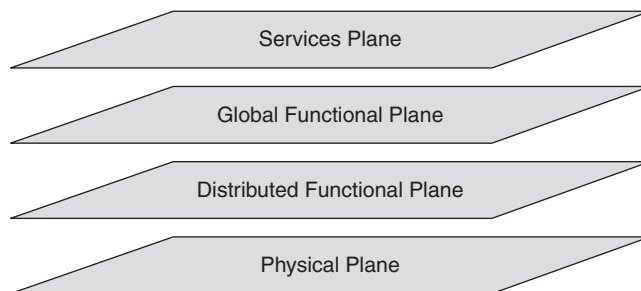 Services Plane
Global Functional Plane
Distributed Functional Plane
Physical Plane